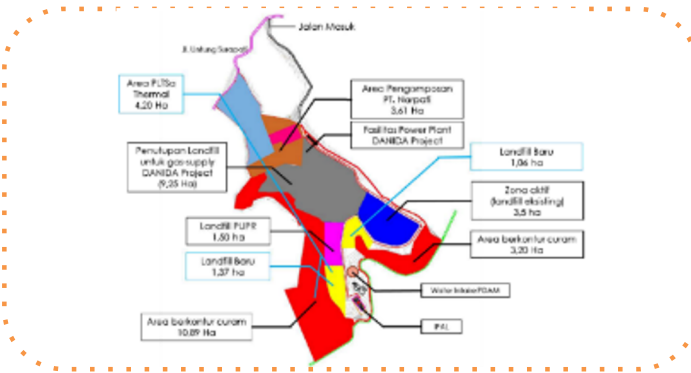 Jalan Masuk
Jl. Untung Surapati
Area PLTSa
Thermal
4,20 Ha
Area Pengomposan
PT. Narpati
3,61 Ha
Fasilitas Power Plant
DANIDA Project
Penutupan Landfill
untuk gas-supply
DANIDA Project
(9,25 Ha)
Landfill Baru
1,06 ha
Zona aktif
(landfill eksisting)
3,5 ha
Landfill PUPR
1,50 ha
Area berkontur curam
3,20 Ha
Landfill Baru
1,37 ha
Water Intake PDAM
Area berkontur curam
10,89 Ha
IPAL